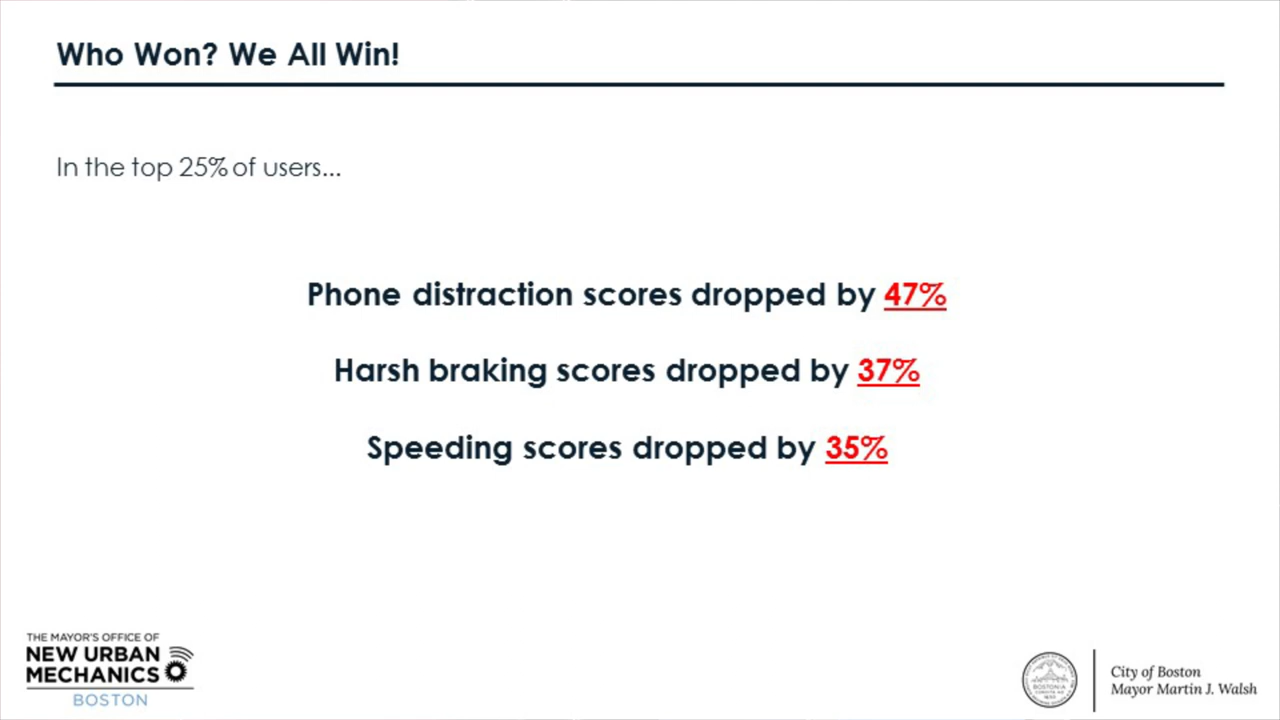 Who Won? We All Win!
In the top 25% of users...
Phone distraction scores dropped by 47%
Harsh braking scores dropped by 37%
Speeding scores dropped by 35%
THE MAYOR'S OFFICE OF
NEW URBAN
MECHANICS
BOSTON
City of Boston
Mayor Martin J. Walsh